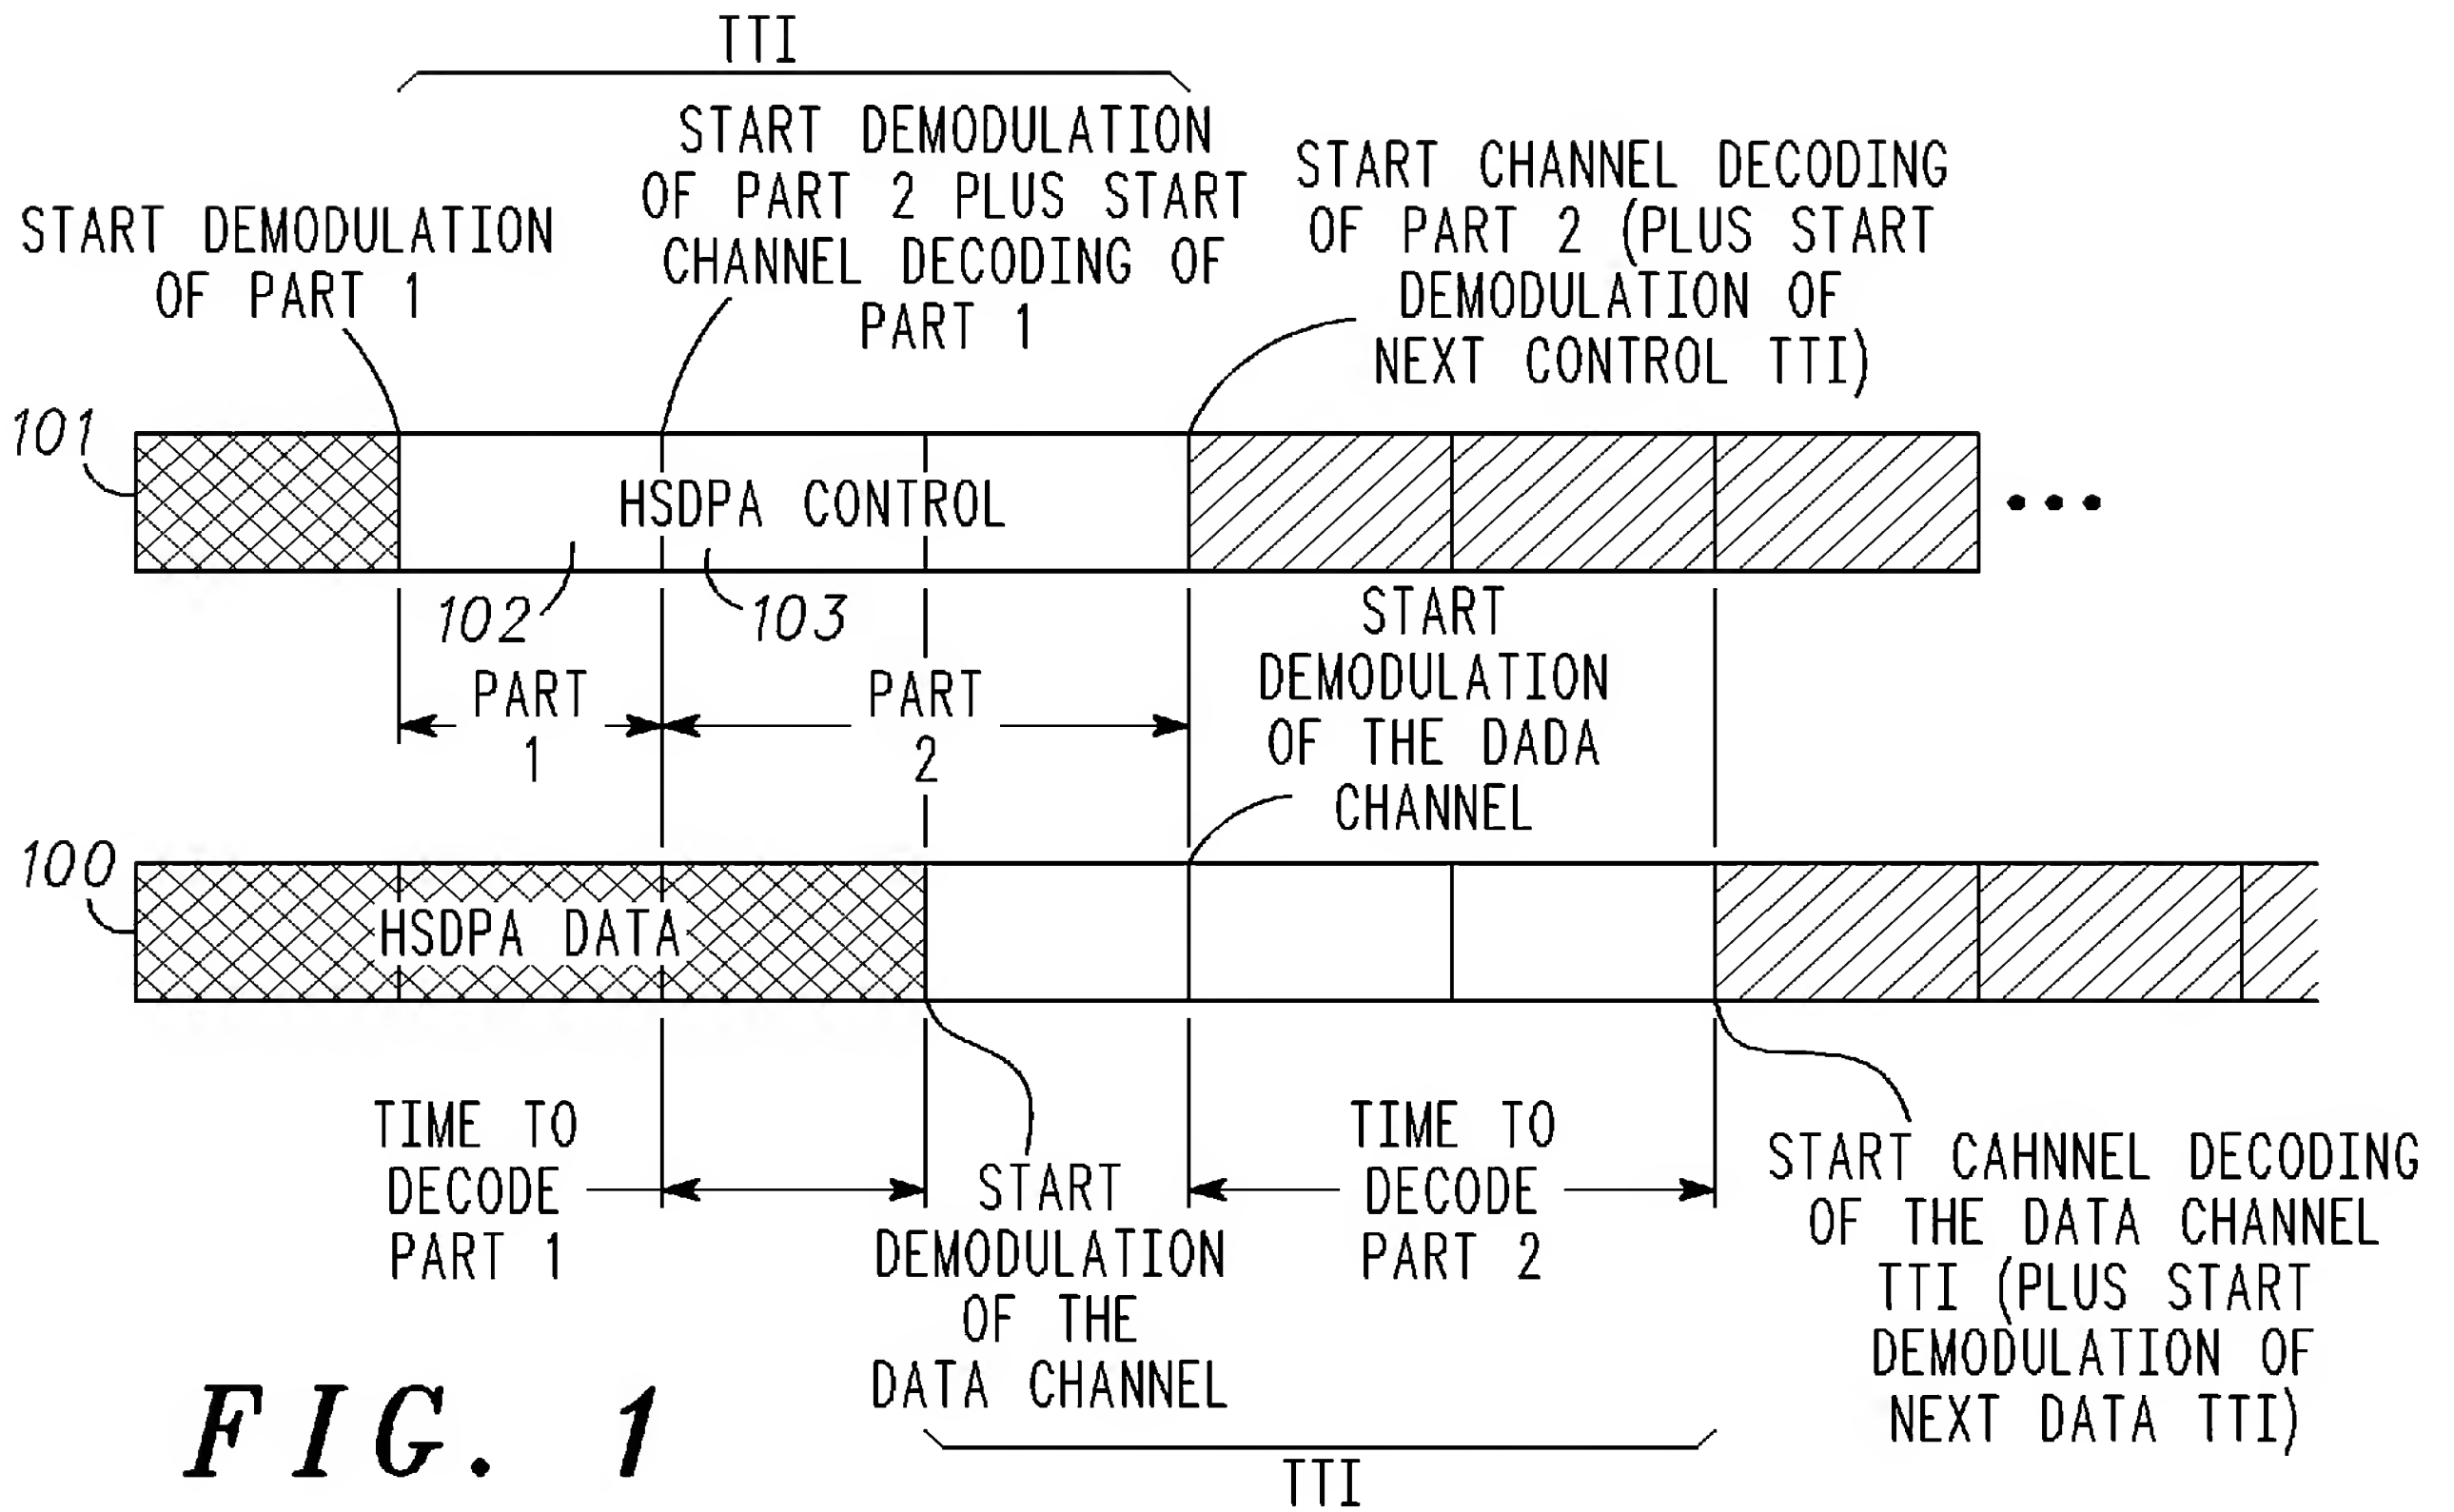 TTI
START DEMODULATION
OF PART 2 PLUS START
CHANNEL DECODING OF
PART 1
START CHANNEL DECODING
OF PART 2 (PLUS START
DEMODULATION OF
NEXT CONTROL TTI)
START DEMODULATION
OF PART 1
101
HSDPA CONTROL
102
103
PART
1
PART
2
START
DEMODULATION
OF THE DADA
CHANNEL
100
HSDPA DATA
TIME TO
DECODE
PART 1
START
DEMODULATION
OF THE
DATA CHANNEL
TIME TO
DECODE
PART 2
START CAHNNEL DECODING
OF THE DATA CHANNEL
TTI (PLUS START
DEMODULATION OF
NEXT DATA TTI)
TTI
FIG. 1